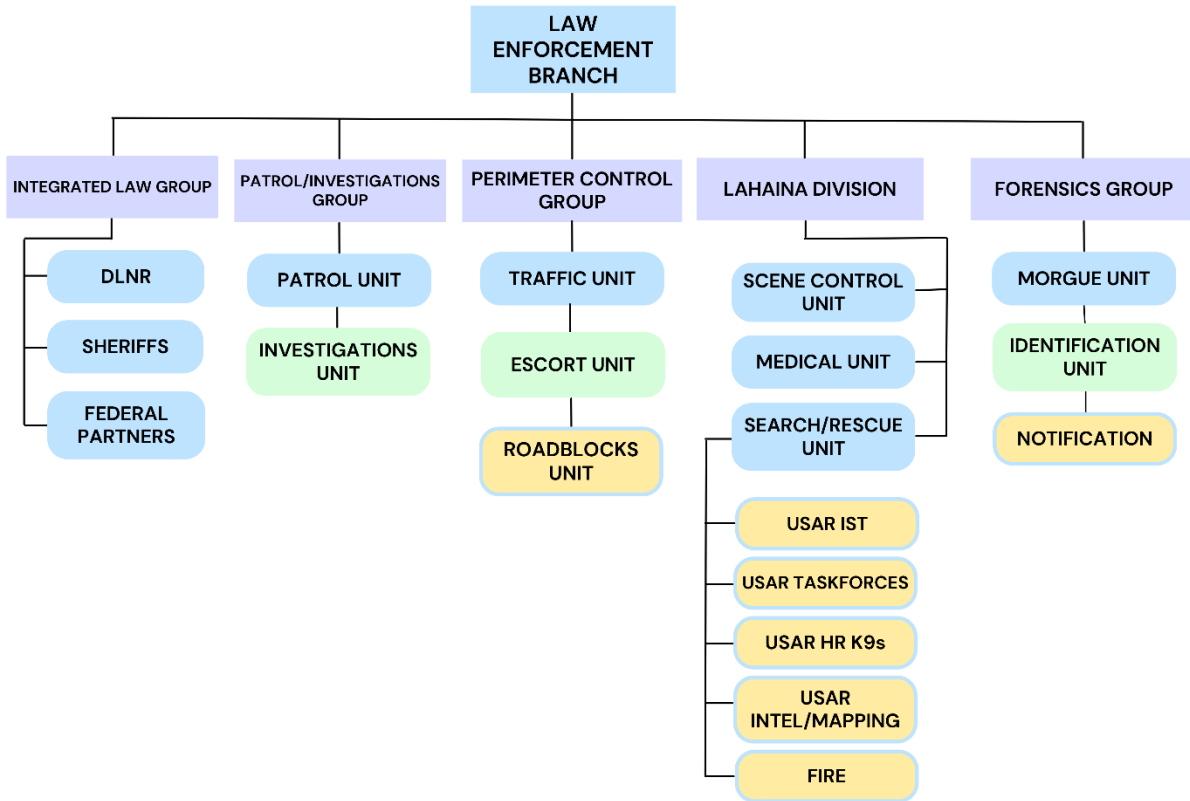 LAW
ENFORCEMENT
BRANCH
INTEGRATED LAW GROUP
PATROL/INVESTIGATIONS
GROUP
PERIMETER CONTROL
GROUP
LAHAINA DIVISION
FORENSICS GROUP
DLNR
SHERIFFS
FEDERAL
PARTNERS
PATROL UNIT
INVESTIGATIONS
UNIT
TRAFFIC UNIT
ESCORT UNIT
ROADBLOCKS
UNIT
SCENE CONTROL
UNIT
MEDICAL UNIT
SEARCH/RESCUE
UNIT
USAR IST
USAR TASKFORCES
USAR HR K9s
USAR
INTEL/MAPPING
FIRE
MORGUE UNIT
IDENTIFICATION
UNIT
NOTIFICATION